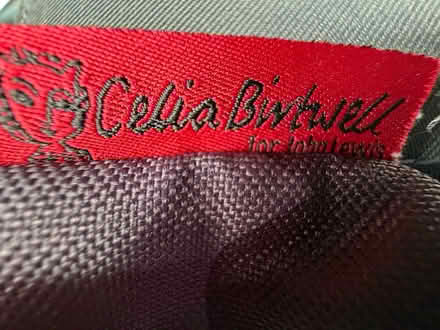 Celia Birtwell
for John Lewis